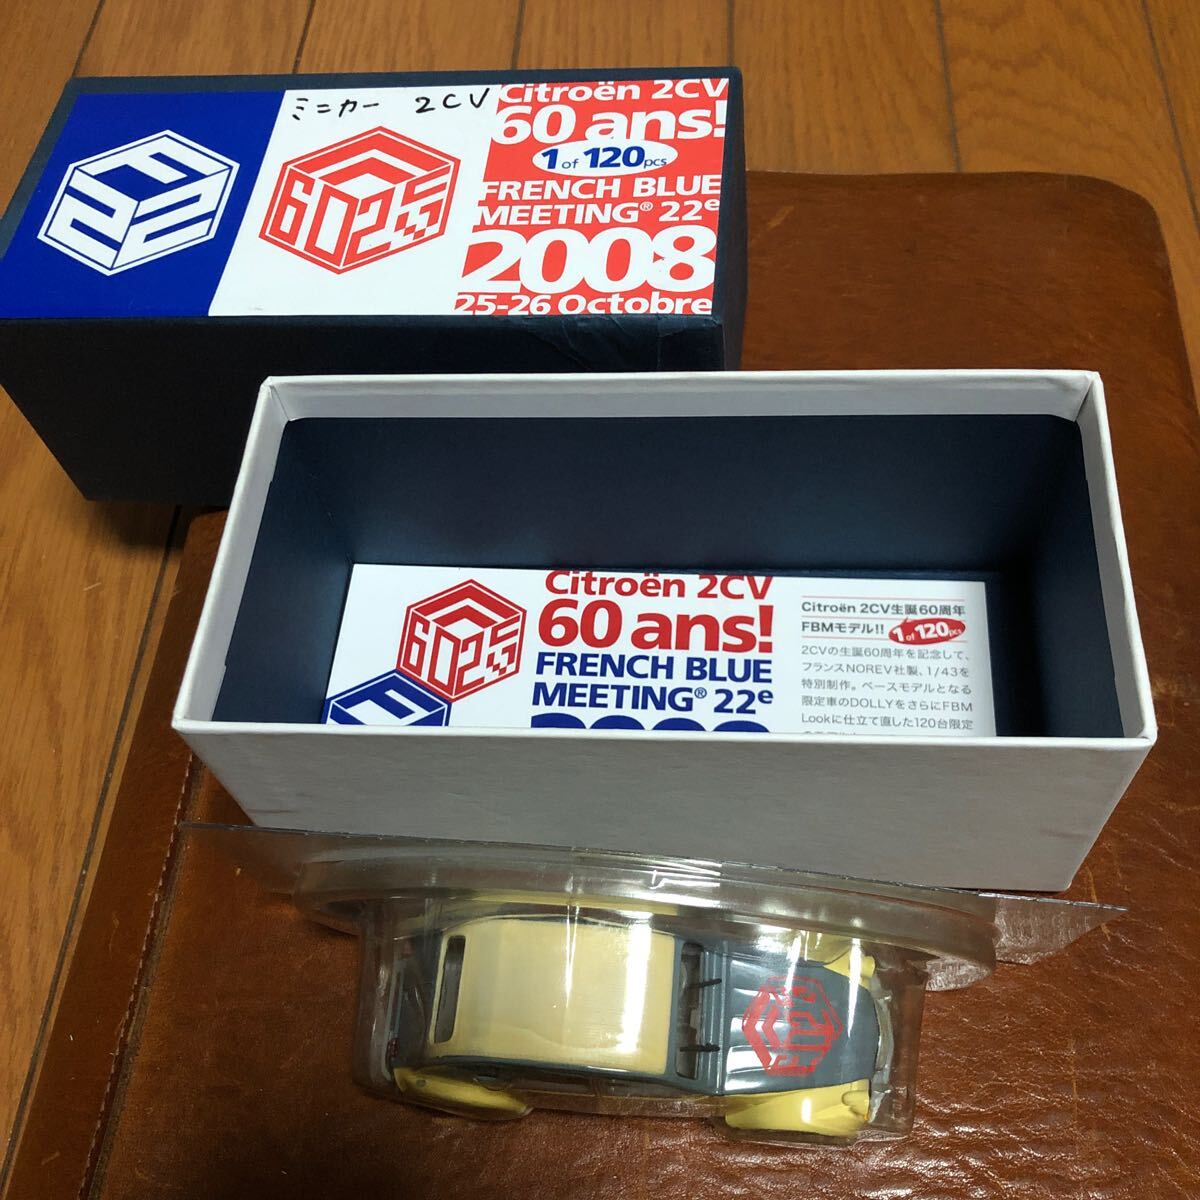 ミニカー 2CV
F22
602
Citroën 2CV
60 ans!
1 of 120pcs
FRENCH BLUE
MEETING® 22e
2008
25-26 Octobre
602
Citroën 2CV
60 ans!
FRENCH BLUE
MEETING® 22e
Citroën 2CV生誕60周年
FBMモデル!! 1 of 120pcs
2CVの生誕60周年を記念して、
フランスNOREV社製、1/43を
特別制作。ベースモデルとなる
限定車のDOLLYをさらにFBM
Lookに仕立て直した120台限定